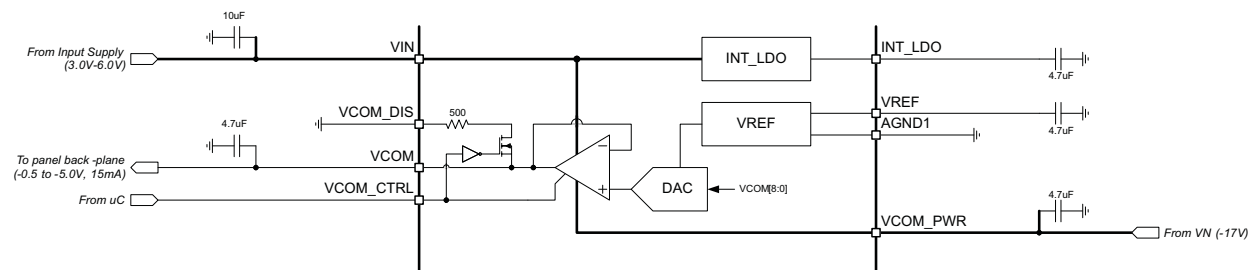 10uF
From Input Supply
(3.0V-6.0V)
VIN
INT_LDO
INT_LDO
4.7uF
VCOM_DIS
500
VREF
VREF
4.7uF
AGND1
4.7uF
VCOM
To panel back -plane
(-0.5 to -5.0V, 15mA)
−
+
DAC
VCOM[8:0]
VCOM_CTRL
From uC
4.7uF
VCOM_PWR
From VN (-17V)